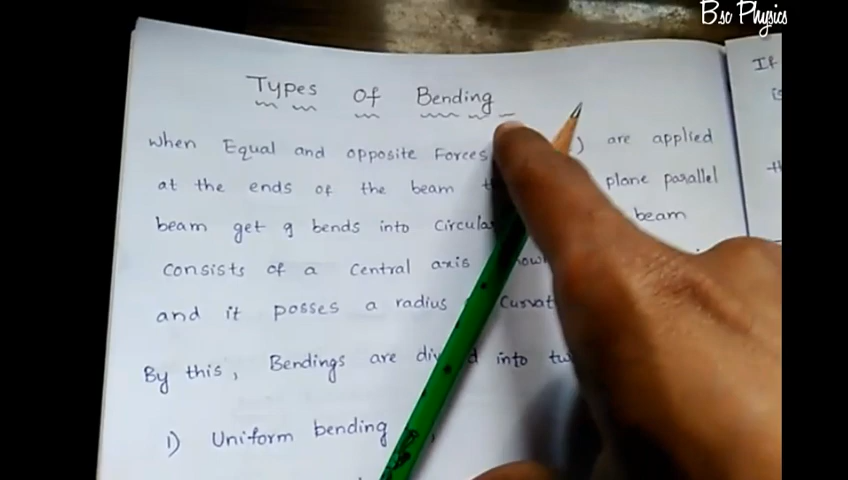 Bsc Physics
Types of Bending
When Equal and opposite Forces ) are applied
at the ends of the beam plane parallel
beam get g bends into beam
consists of a central axis
and it posses a radius
By this, Bendings are into
1) Uniform bending
If